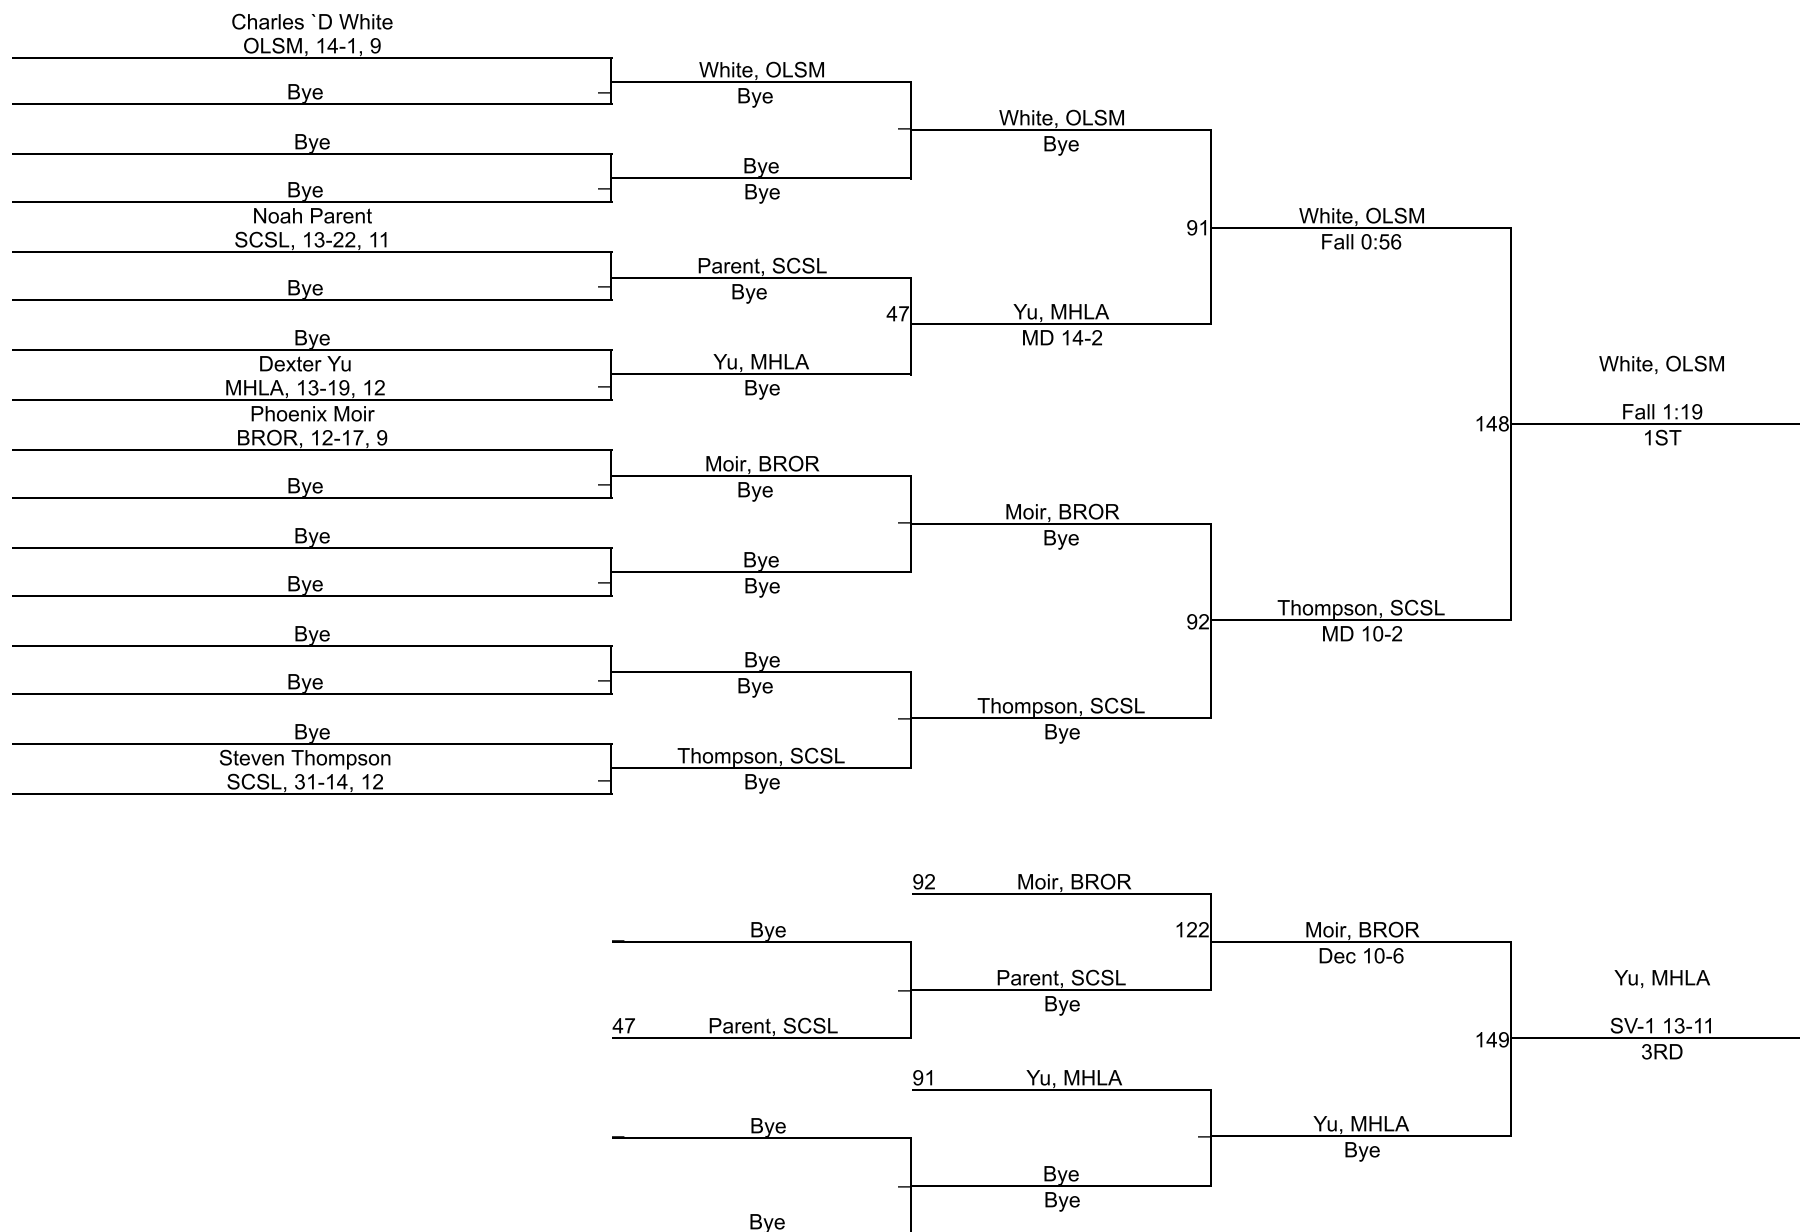 Charles `D White
OLSM, 14-1, 9
Bye
Bye
Bye
Noah Parent
SCSL, 13-22, 11
Bye
Bye
Dexter Yu
MHLA, 13-19, 12
Phoenix Moir
BROR, 12-17, 9
Bye
Bye
Bye
Bye
Bye
Bye
Steven Thompson
SCSL, 31-14, 12
White, OLSM
Bye
Bye
Bye
Parent, SCSL
Bye
47
Yu, MHLA
Bye
Moir, BROR
Bye
Bye
Bye
Bye
Bye
Thompson, SCSL
Bye
White, OLSM
Bye
91
Yu, MHLA
MD 14-2
Moir, BROR
Bye
92
Thompson, SCSL
Bye
White, OLSM
Fall 0:56
148
Thompson, SCSL
MD 10-2
White, OLSM
Fall 1:19
1ST
Bye
47 Parent, SCSL
Bye
Bye
92 Moir, BROR
122
Parent, SCSL
Bye
91 Yu, MHLA
Bye
Bye
Moir, BROR
Dec 10-6
149
Yu, MHLA
Bye
Yu, MHLA
SV-1 13-11
3RD